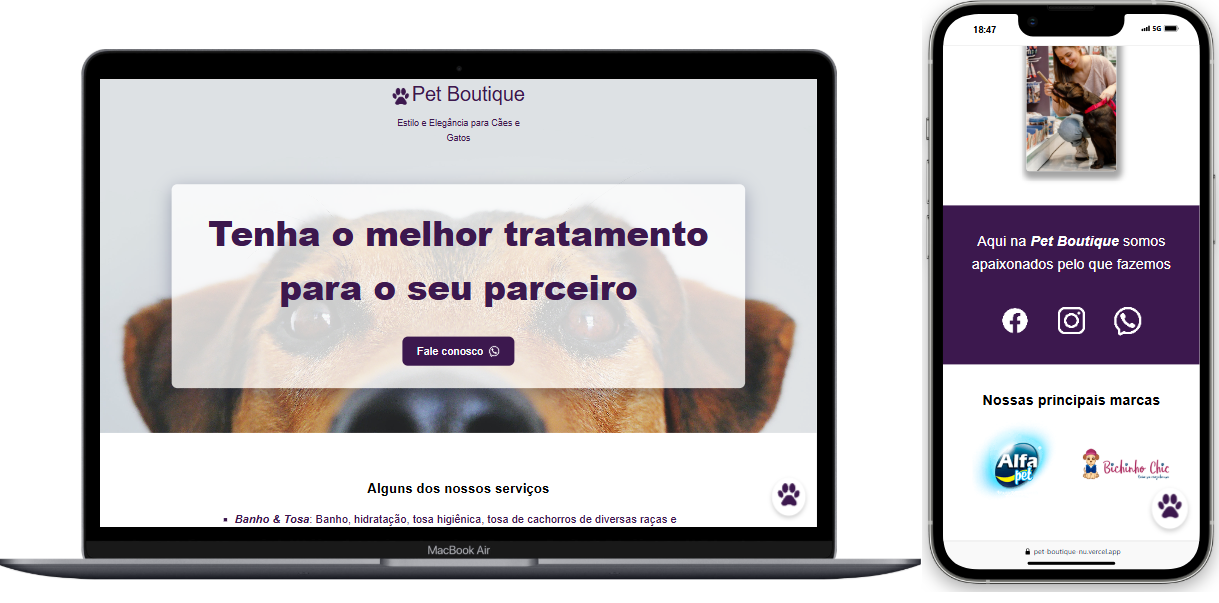 Pet Boutique
Estilo e Elegância para Cães e
Gatos
Tenha o melhor tratamento
para o seu parceiro
Fale conosco
Alguns dos nossos serviços
Banho & Tosa: Banho, hidratação, tosa higiênica, tosa de cachorros de diversas raças e
MacBook Air
18:47
5G
Aqui na Pet Boutique somos
apaixonados pelo que fazemos
Nossas principais marcas
Alfa
pet
Bichinho Chic
pet-boutique-nu.vercel.app